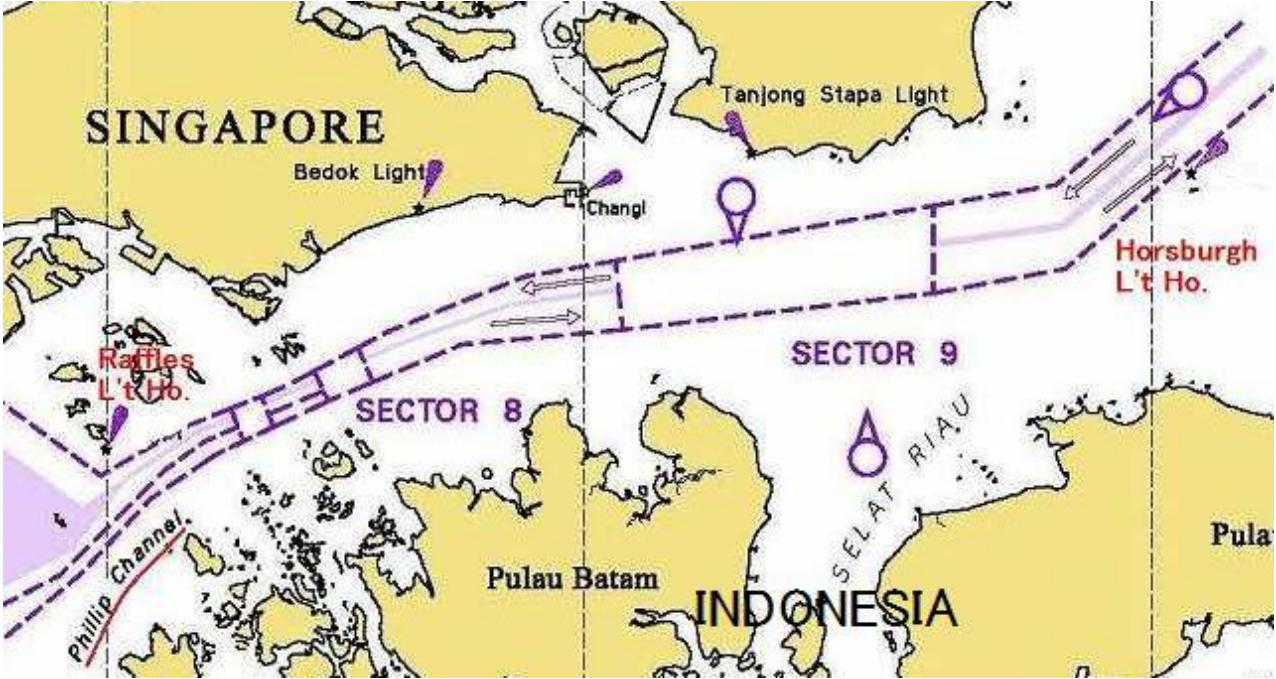 Tanjong Stapa Light
SINGAPORE
Bedok Light
Changi
Horsburgh
L't Ho.
Raffles
L't Ho.
SECTOR 9
SECTOR 8
SELAT RIAU
Phillip Channel
Pulau Batam
INDONESIA
Pula